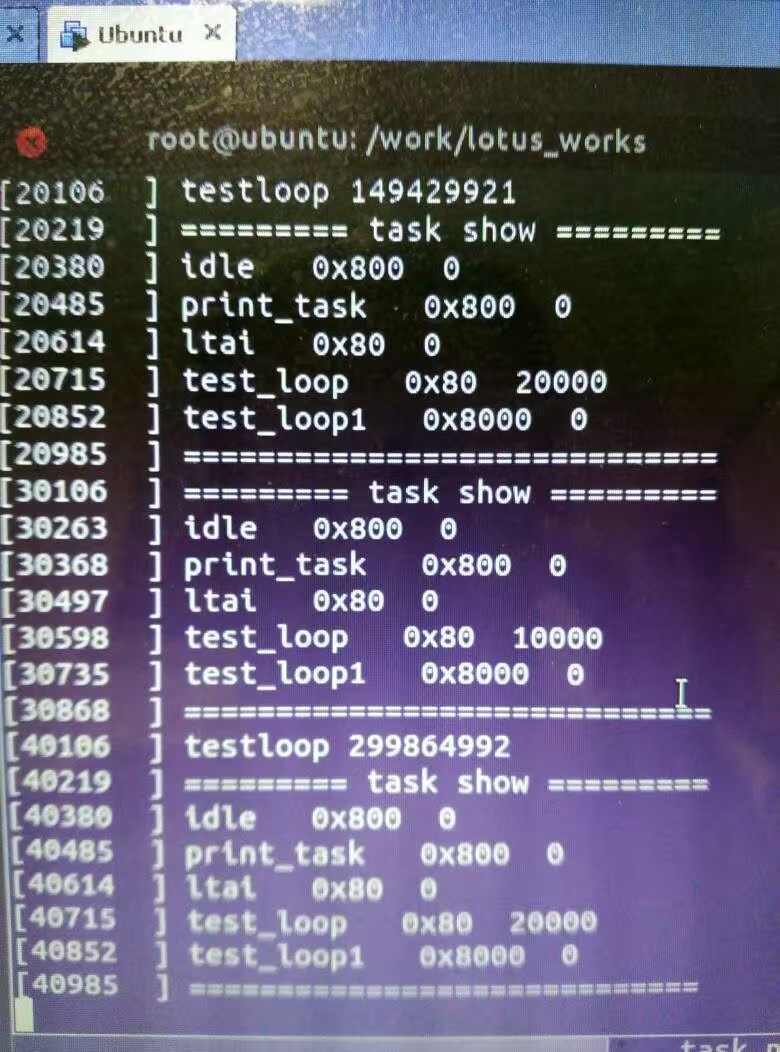 Ubuntu
root@ubuntu: /work/lotus_works
[20106 ] testloop 149429921
[20219 ] ========= task show =========
[20380 ] idle 0x800 0
[20485 ] print_task 0x800 0
[20614 ] ltai 0x80 0
[20715 ] test_loop 0x80 20000
[20852 ] test_loop1 0x8000 0
[20985 ] =============================
[30106 ] ========= task show =========
[30263 ] idle 0x800 0
[30368 ] print_task 0x800 0
[30497 ] ltai 0x80 0
[30598 ] test_loop 0x80 10000
[30735 ] test_loop1 0x8000 0
[30868 ] =============================
[40106 ] testloop 299864992
[40219 ] ========= task show =========
[40380 ] idle 0x800 0
[40485 ] print_task 0x800 0
[40614 ] ltai 0x80 0
[40715 ] test_loop 0x80 20000
[40852 ] test_loop1 0x8000 0
[40985 ] =============================